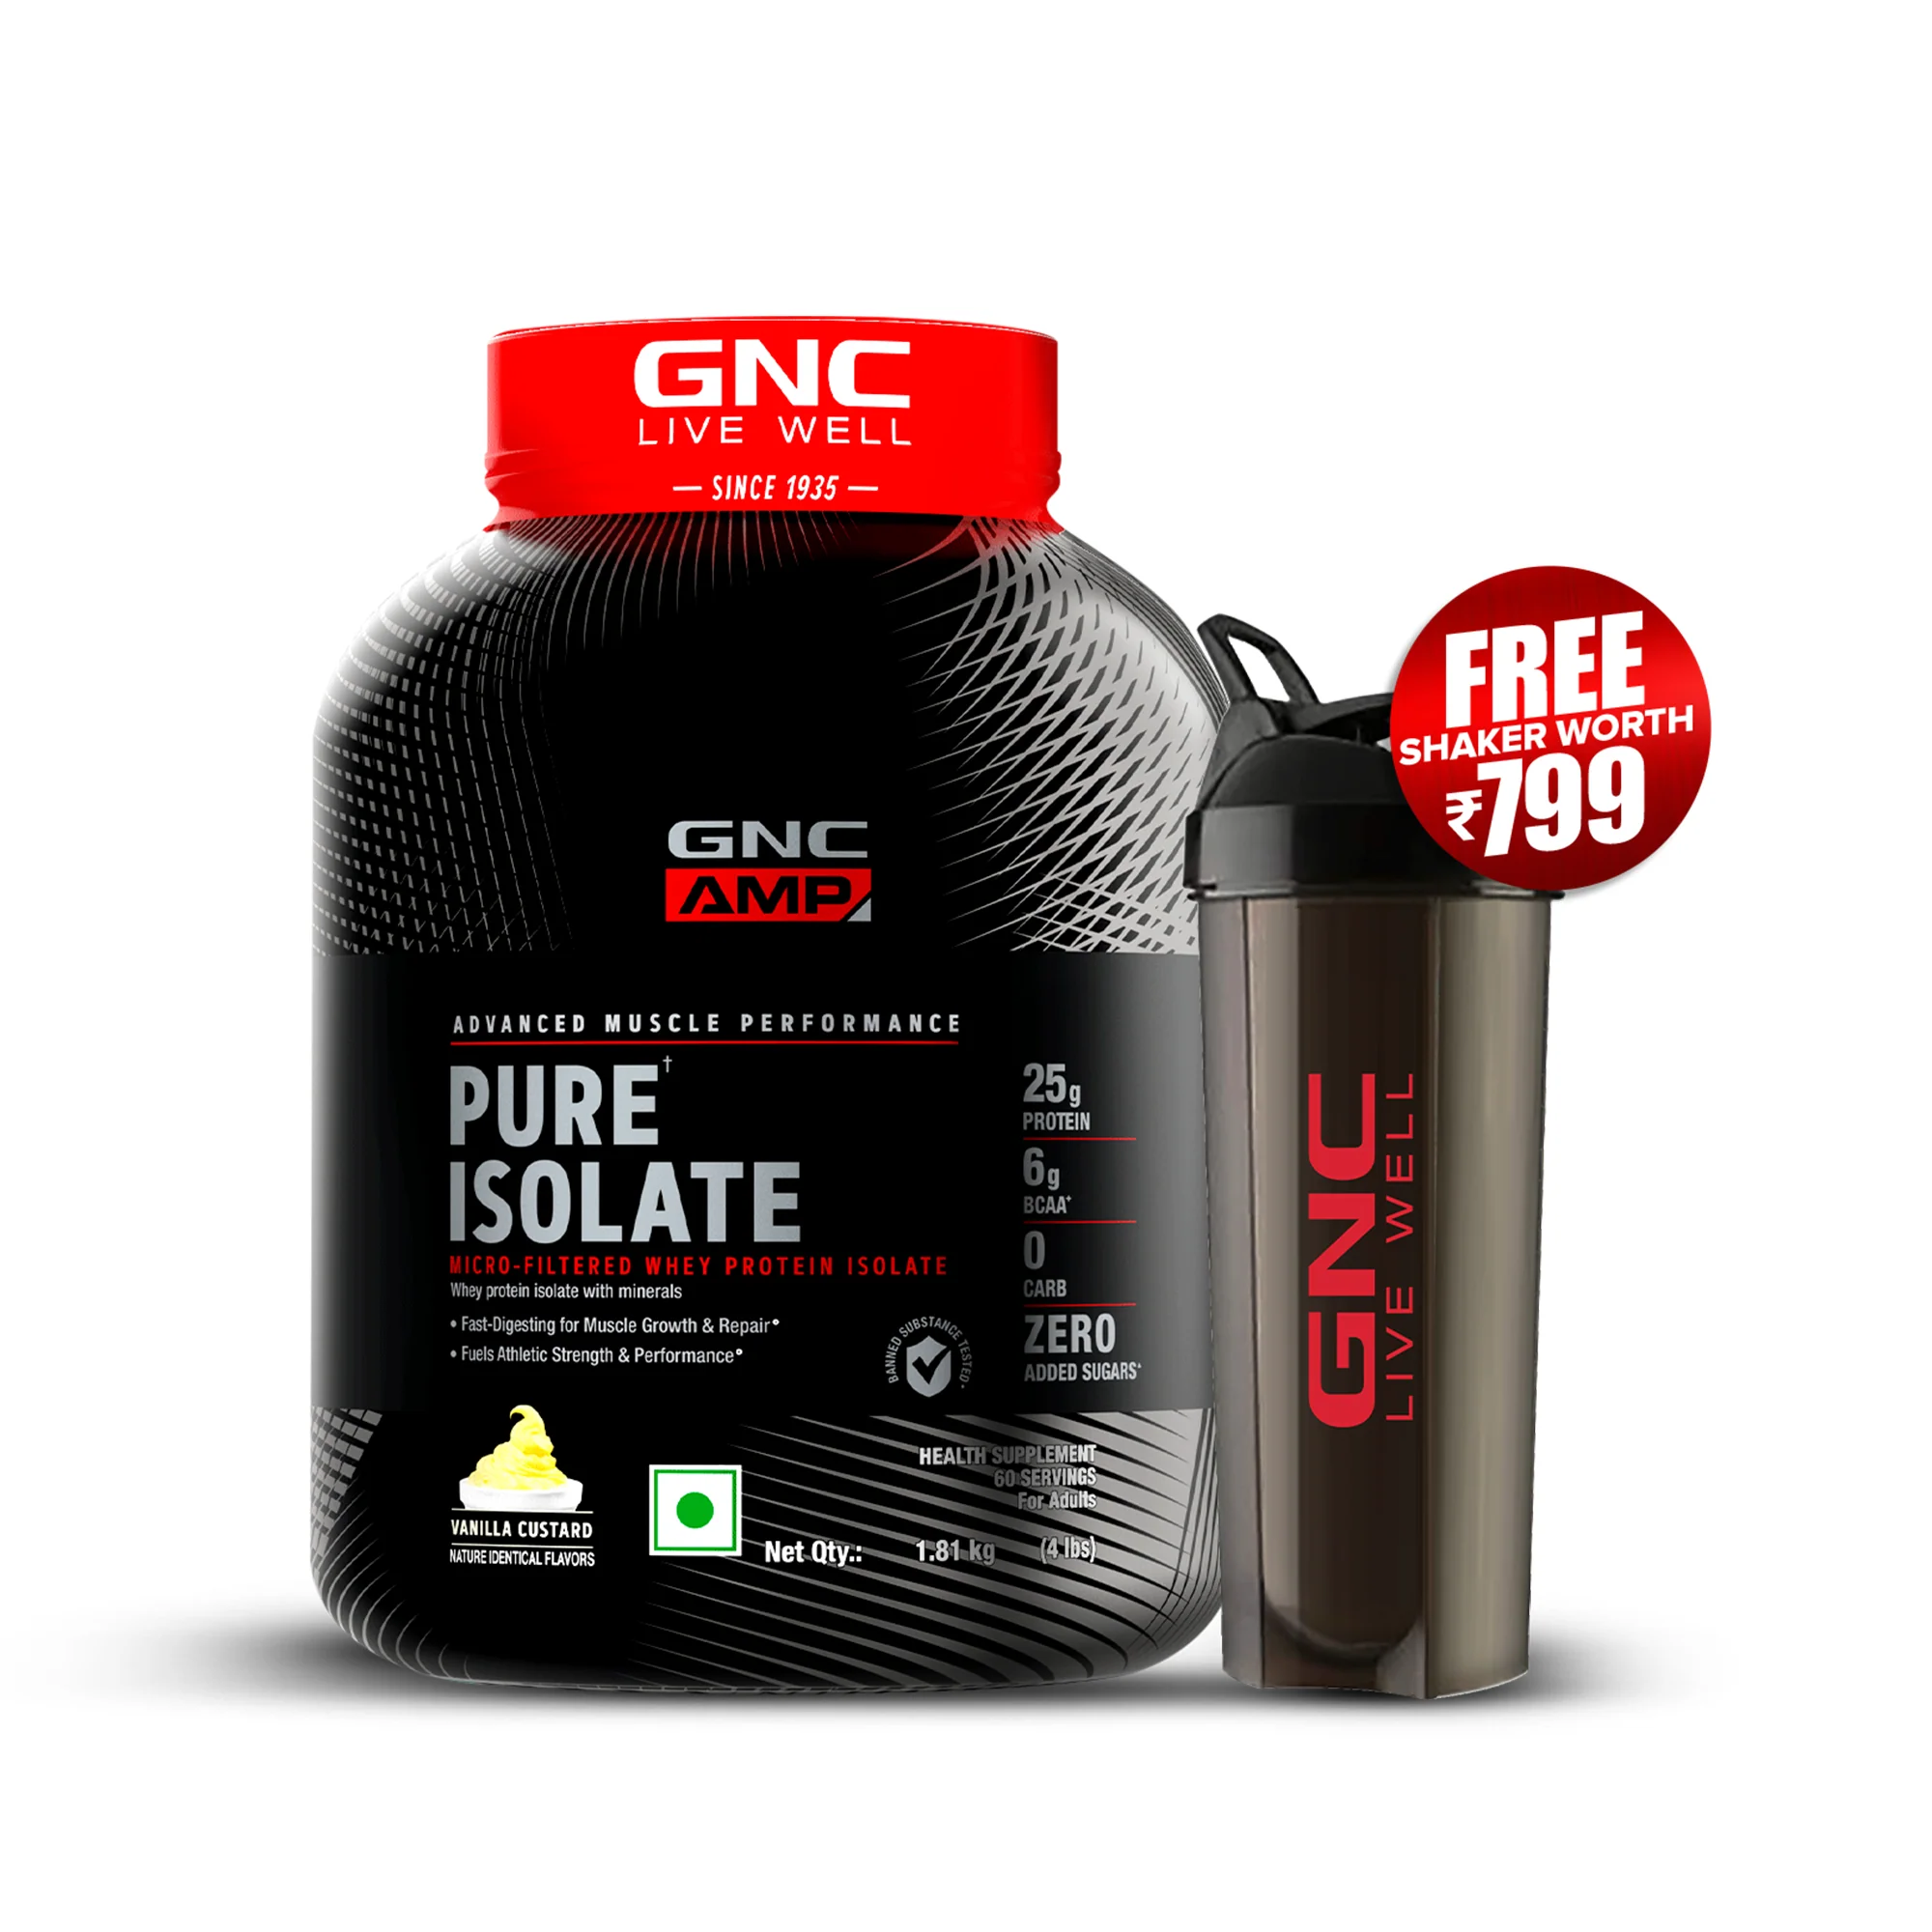 GNC
LIVE WELL
— SINCE 1935 —
GNC
AMP
ADVANCED MUSCLE PERFORMANCE
PURE†
ISOLATE
MICRO-FILTERED WHEY PROTEIN ISOLATE
Whey protein isolate with minerals
• Fast-Digesting for Muscle Growth & Repair°
• Fuels Athletic Strength & Performance°
BANNED SUBSTANCE TESTED •
25g
PROTEIN
6g
BCAA+
0
CARB
ZERO
ADDED SUGARS^
VANILLA CUSTARD
NATURE IDENTICAL FLAVORS
HEALTH SUPPLEMENT
60 SERVINGS
For Adults
Net Qty.: 1.81 kg (4 lbs)
FREE
SHAKER WORTH
₹799
GNC
LIVE WELL